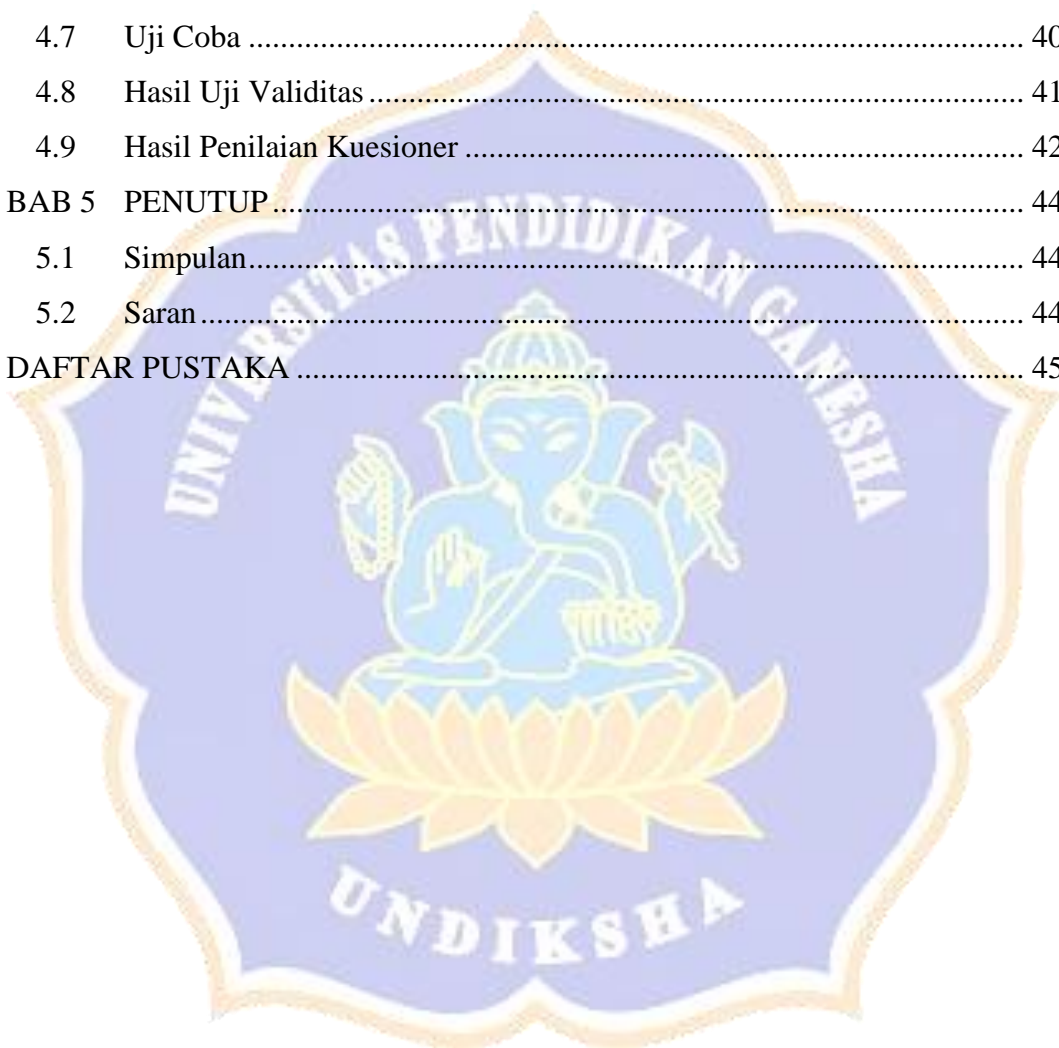 4.7 Uji Coba ........................................................................................... 40
4.8 Hasil Uji Validitas ............................................................................. 41
4.9 Hasil Penilaian Kuesioner .................................................................. 42
BAB 5 PENUTUP ......................................................................................... 44
5.1 Simpulan ........................................................................................... 44
5.2 Saran ................................................................................................. 44
DAFTAR PUSTAKA ...................................................................................... 45
UNIVERSITAS PENDIDIKAN GANESHA
UNDIKSHA